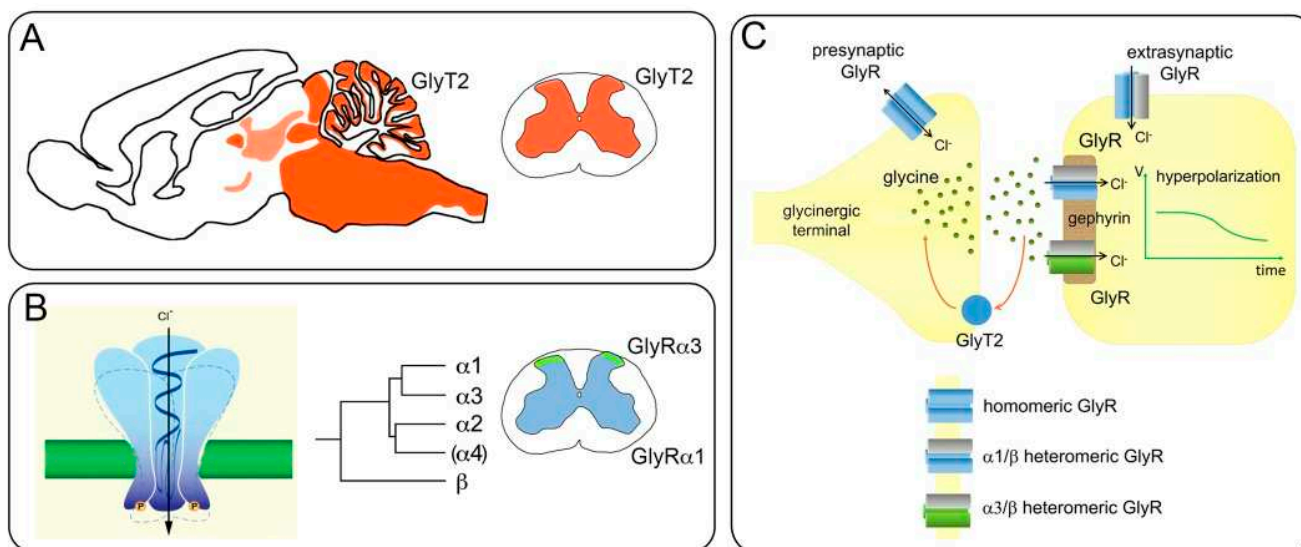 A
GlyT2
GlyT2
B
Cl-
P
P
α1
α3
α2
(α4)
β
GlyRα3
GlyRα1
C
presynaptic
GlyR
extrasynaptic
GlyR
Cl-
Cl-
GlyR
glycine
Cl-
V
hyperpolarization
glycinergic
terminal
gephyrin
Cl-
time
GlyR
GlyT2
homomeric GlyR
α1/β heteromeric GlyR
α3/β heteromeric GlyR